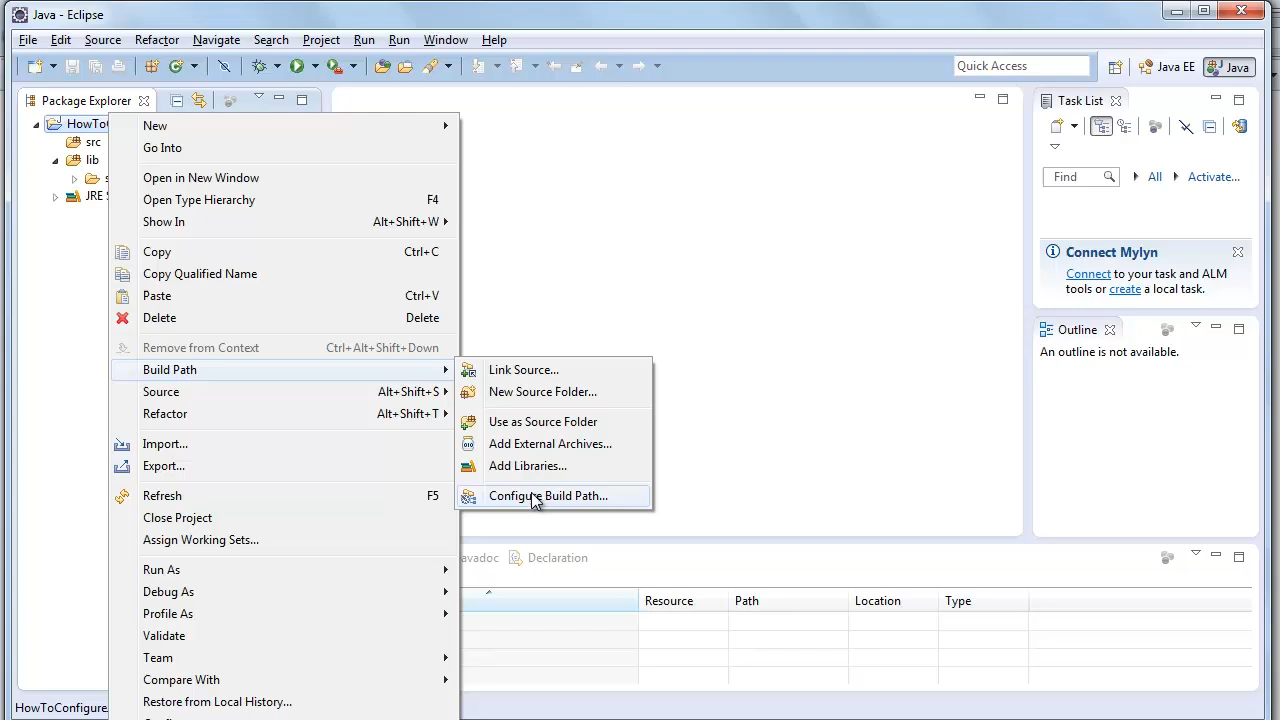 Java - Eclipse
File Edit Source Refactor Navigate Search Project Run Run Window Help
Quick Access Java EE Java
Package Explorer
HowToC
src
lib
s
JRE S
New
Go Into
Open in New Window
Open Type Hierarchy F4
Show In Alt+Shift+W
Copy Ctrl+C
Copy Qualified Name
Paste Ctrl+V
Delete Delete
Remove from Context Ctrl+Alt+Shift+Down
Build Path
Source Alt+Shift+S
Refactor Alt+Shift+T
Import...
Export...
Refresh F5
Close Project
Assign Working Sets...
Run As
Debug As
Profile As
Validate
Team
Compare With
Restore from Local History...
Link Source...
New Source Folder...
Use as Source Folder
Add External Archives...
Add Libraries...
Configure Build Path...
Task List
Find All Activate...
Connect Mylyn
Connect to your task and ALM
tools or create a local task.
Outline
An outline is not available.
avadoc Declaration
Resource Path Location Type
HowToConfigure